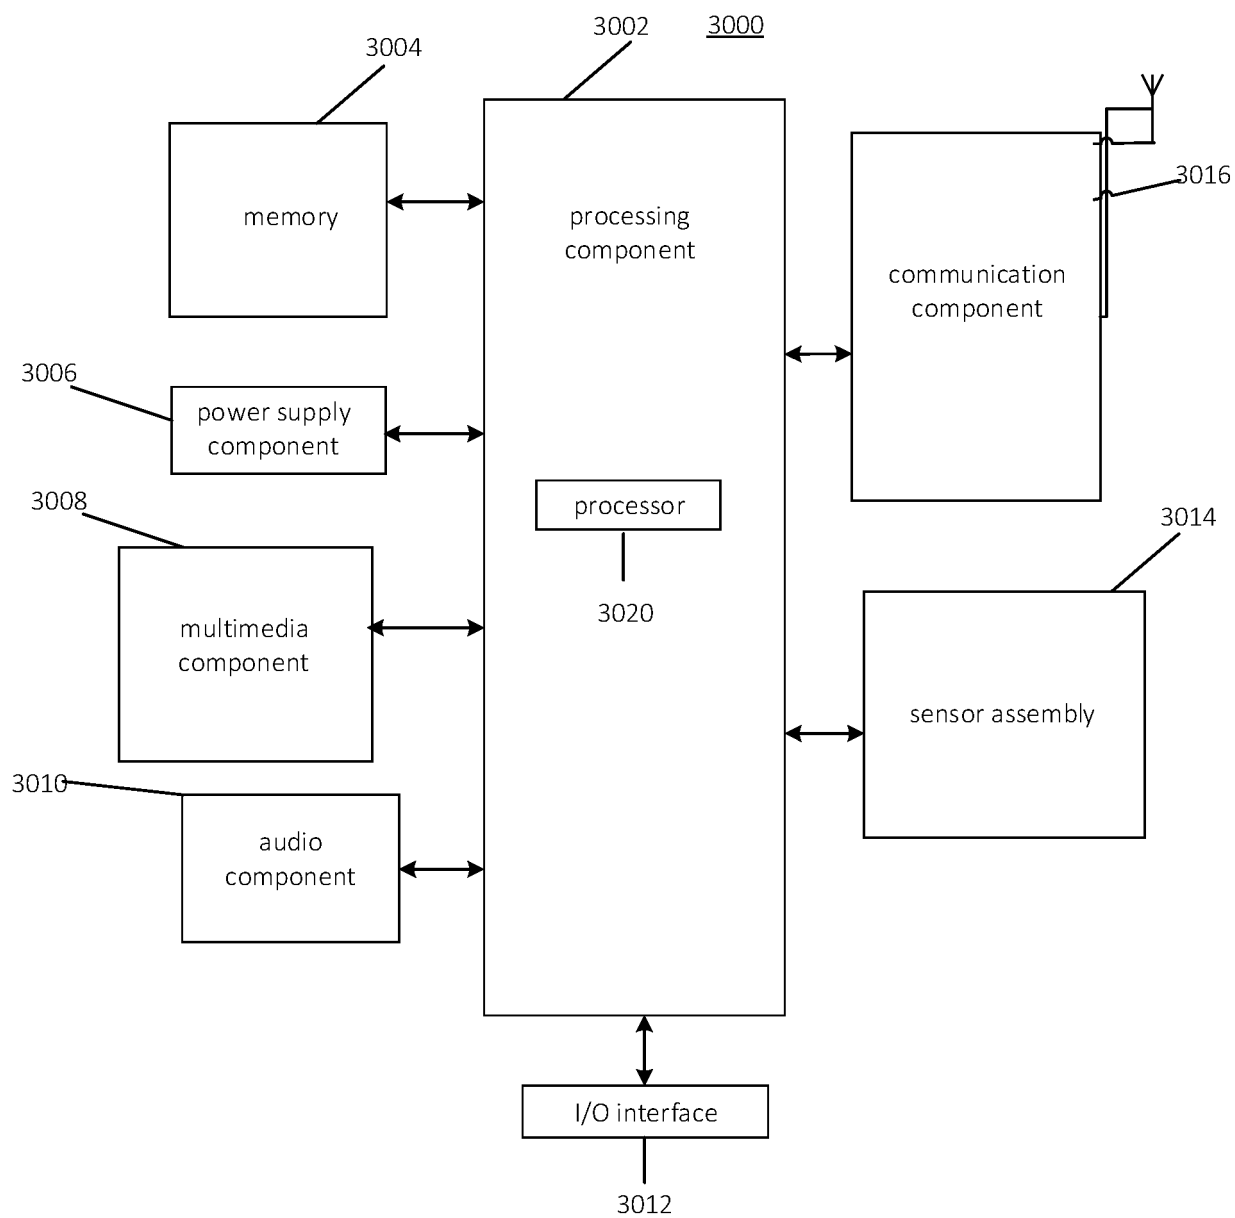 3002
3000
3004
memory
processing
component
3016
communication
component
3006
power supply
component
3008
processor
3014
3020
multimedia
component
sensor assembly
3010
audio
component
I/O interface
3012